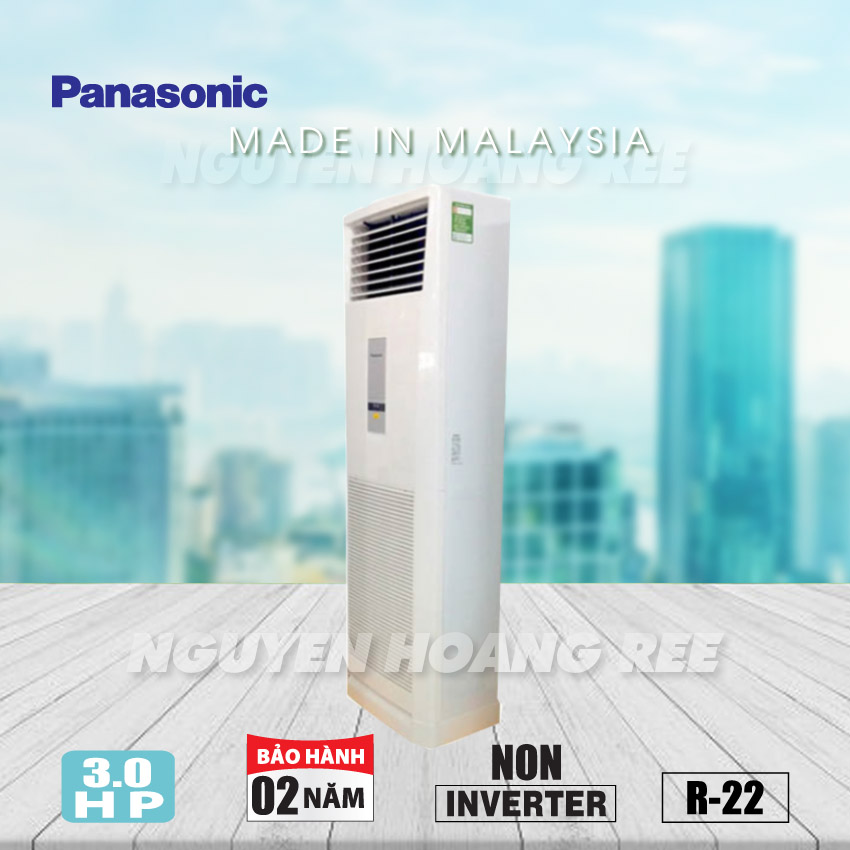 Panasonic
MADE IN MALAYSIA
NGUYEN HOANG REE
Panasonic
NGUYEN HOANG REE
3.0
HP
BẢO HÀNH
02 NĂM
NON
INVERTER
R-22